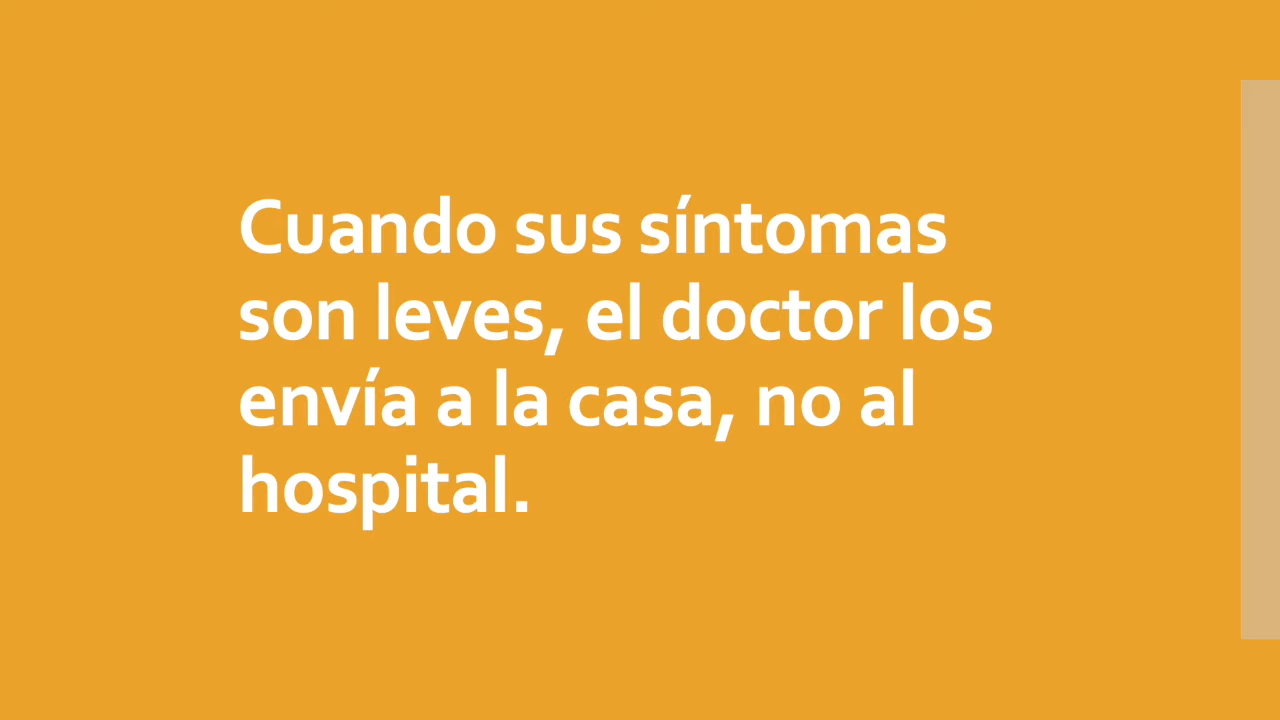 Cuando sus síntomas
son leves, el doctor los
envía a la casa, no al
hospital.